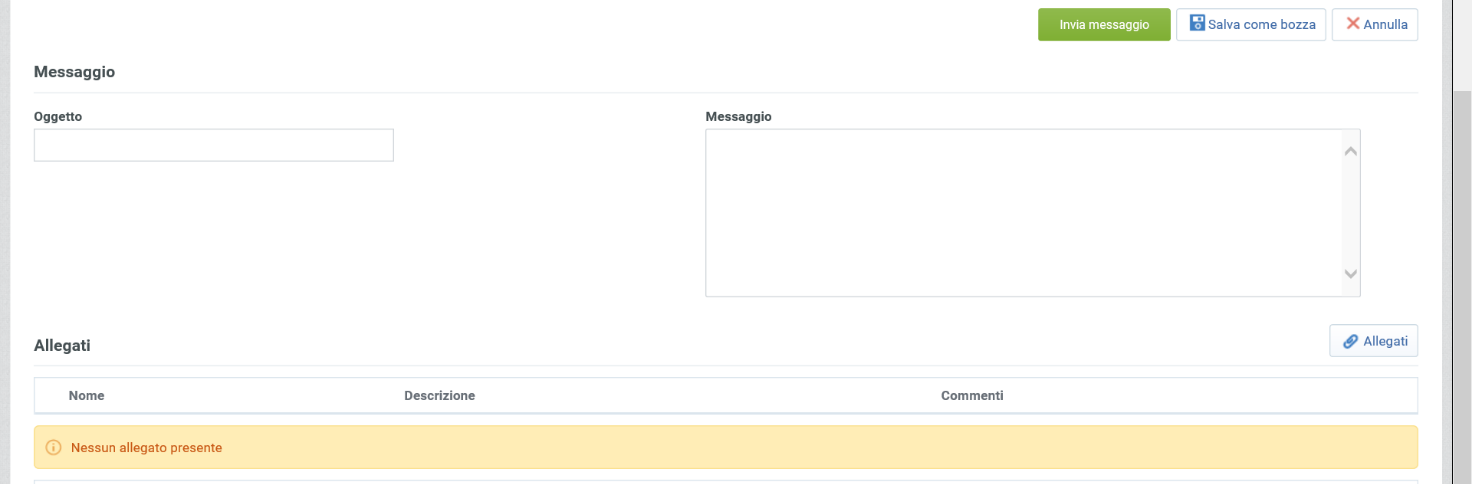 Invia messaggio Salva come bozza Annulla
Messaggio
Oggetto Messaggio
Allegati Allegati
Nome Descrizione Commenti
Nessun allegato presente